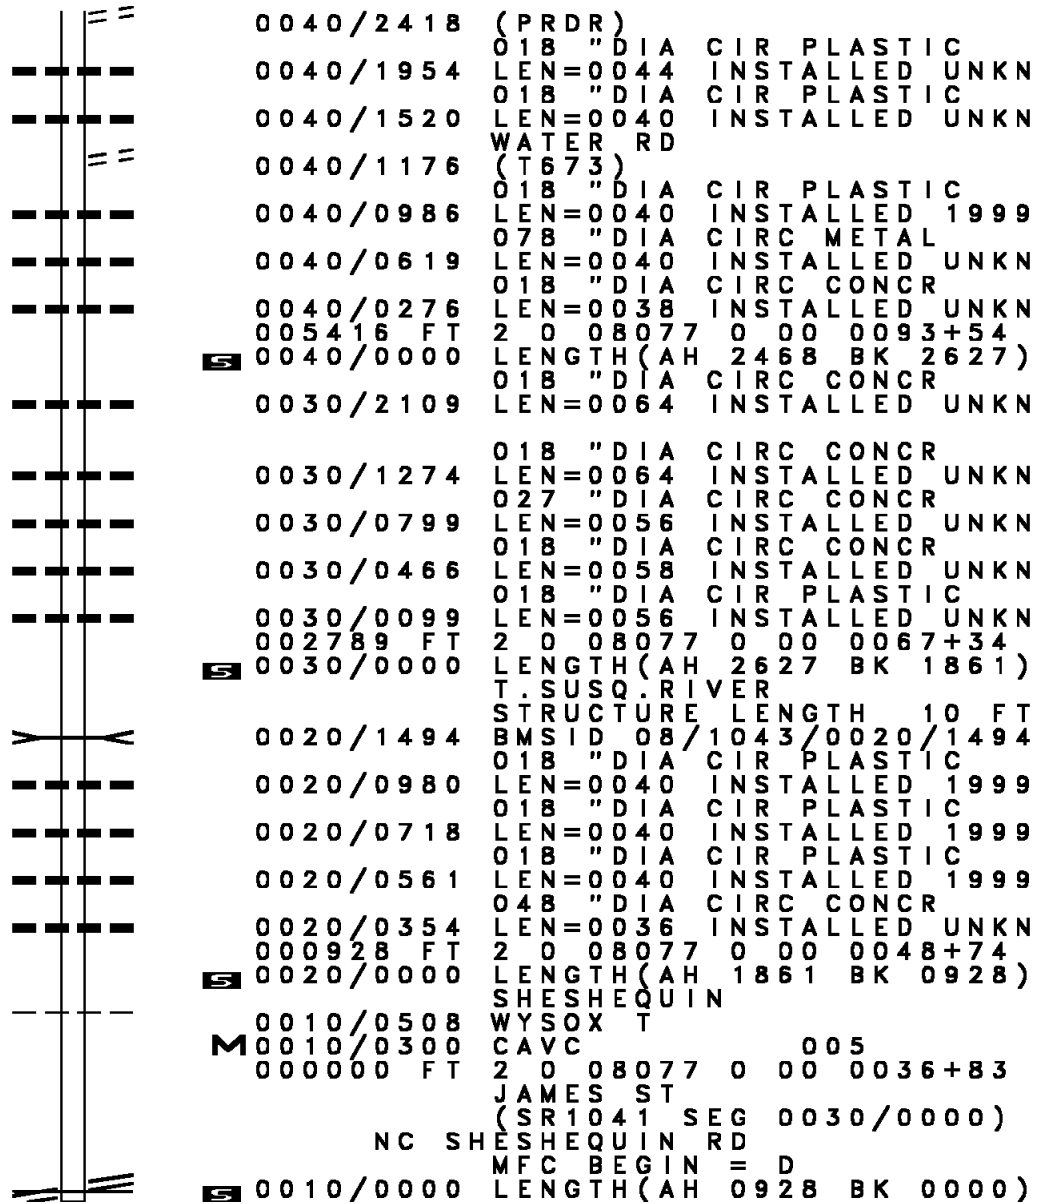 0040/2418 (PRDR)
018 "DIA CIR PLASTIC
0040/1954 LEN=0044 INSTALLED UNKN
018 "DIA CIR PLASTIC
0040/1520 LEN=0040 INSTALLED UNKN
WATER RD
0040/1176 (T673)
018 "DIA CIR PLASTIC
0040/0986 LEN=0040 INSTALLED 1999
078 "DIA CIRC METAL
0040/0619 LEN=0040 INSTALLED UNKN
018 "DIA CIRC CONCR
0040/0276 LEN=0038 INSTALLED UNKN
005416 FT 2 0 08077 0 00 0093+54
S 0040/0000 LENGTH(AH 2468 BK 2627)
018 "DIA CIRC CONCR
0030/2109 LEN=0064 INSTALLED UNKN
018 "DIA CIRC CONCR
0030/1274 LEN=0064 INSTALLED UNKN
027 "DIA CIRC CONCR
0030/0799 LEN=0056 INSTALLED UNKN
018 "DIA CIRC CONCR
0030/0466 LEN=0058 INSTALLED UNKN
018 "DIA CIR PLASTIC
0030/0099 LEN=0056 INSTALLED UNKN
002789 FT 2 0 08077 0 00 0067+34
S 0030/0000 LENGTH(AH 2627 BK 1861)
T.SUSQ.RIVER
STRUCTURE LENGTH 10 FT
0020/1494 BMSID 08/1043/0020/1494
018 "DIA CIR PLASTIC
0020/0980 LEN=0040 INSTALLED 1999
018 "DIA CIR PLASTIC
0020/0718 LEN=0040 INSTALLED 1999
018 "DIA CIR PLASTIC
0020/0561 LEN=0040 INSTALLED 1999
048 "DIA CIRC CONCR
0020/0354 LEN=0036 INSTALLED UNKN
000928 FT 2 0 08077 0 00 0048+74
S 0020/0000 LENGTH(AH 1861 BK 0928)
SHESHEQUIN
0010/0508 WYSOX T
M 0010/0300 CAVC 005
000000 FT 2 0 08077 0 00 0036+83
JAMES ST
(SR1041 SEG 0030/0000)
NC SHESHEQUIN RD
MFC BEGIN = D
S 0010/0000 LENGTH(AH 0928 BK 0000)